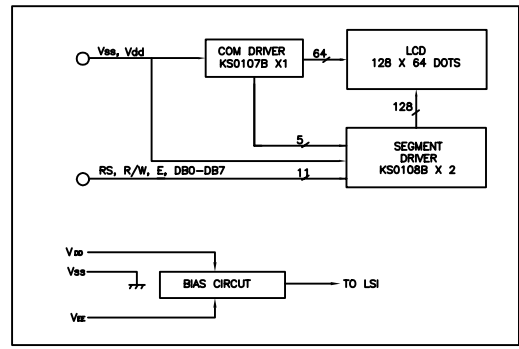 Vss, Vdd
COM DRIVER
KS0107B X1
64
LCD
128 X 64 DOTS
128
5
SEGMENT
DRIVER
KS0108B X 2
RS, R/W, E, DB0-DB7
11
VDD
VSS
BIAS CIRCUT
TO LSI
VEE